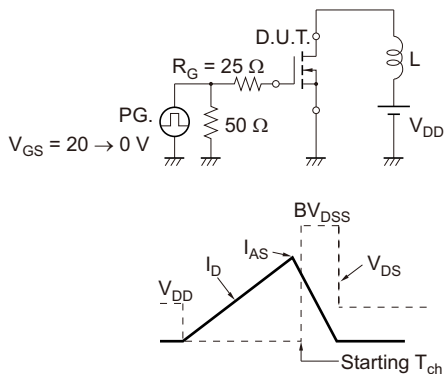 D.U.T.
R_G = 25 Ω
L
PG.
50 Ω
V_DD
V_GS = 20 → 0 V
BV_DSS
I_AS
I_D
V_DS
V_DD
Starting T_ch